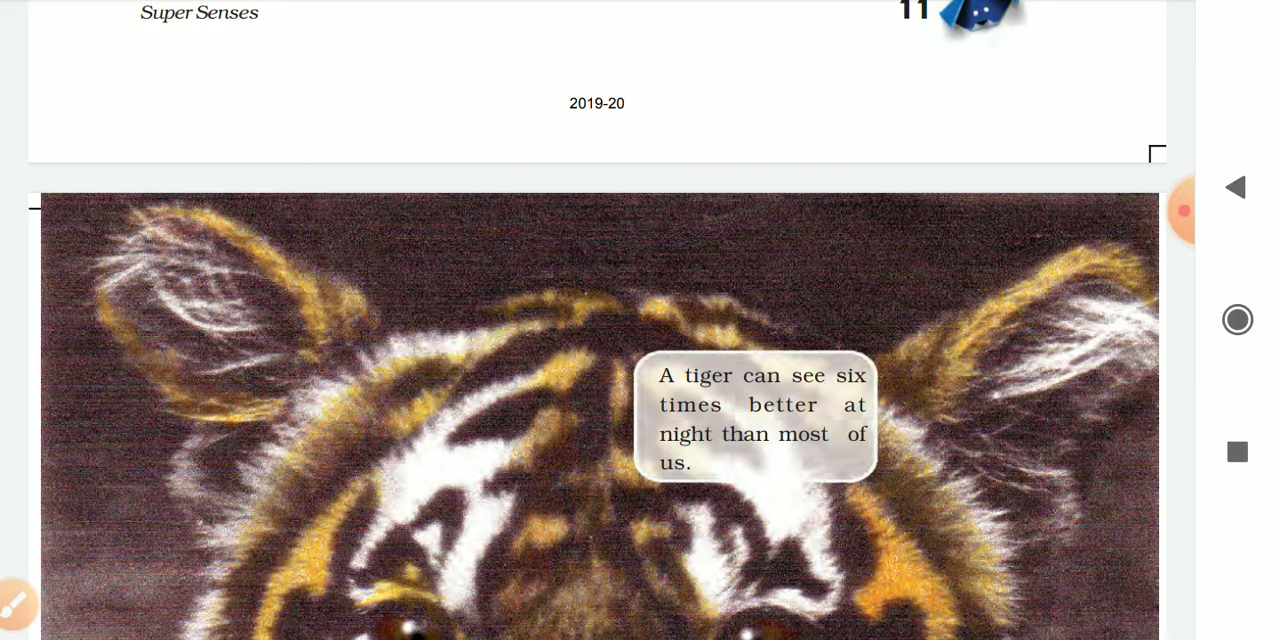 Super Senses
11
2019-20
A tiger can see six
times better at
night than most of
us.